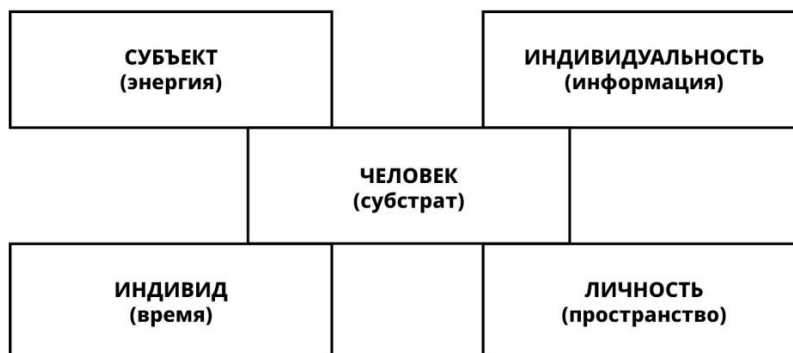 СУБЪЕКТ
(энергия)
ИНДИВИДУАЛЬНОСТЬ
(информация)
ЧЕЛОВЕК
(субстрат)
ИНДИВИД
(время)
ЛИЧНОСТЬ
(пространство)